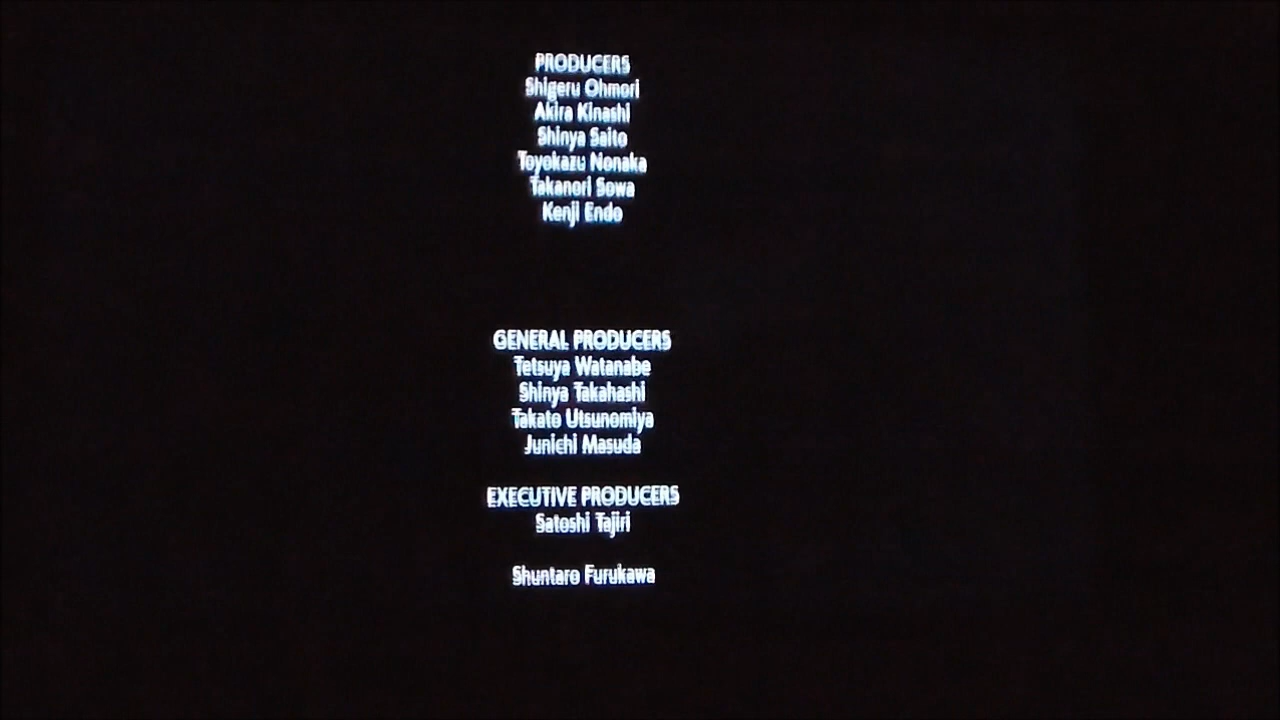 PRODUCERS
Shigeru Ohmori
Akira Kinashi
Shinya Saito
Toyokazu Nonaka
Takanori Sowa
Kenji Endo
GENERAL PRODUCERS
Tetsuya Watanabe
Shinya Takahashi
Takato Utsunomiya
Junichi Masuda
EXECUTIVE PRODUCERS
Satoshi Tajiri
Shuntaro Furukawa